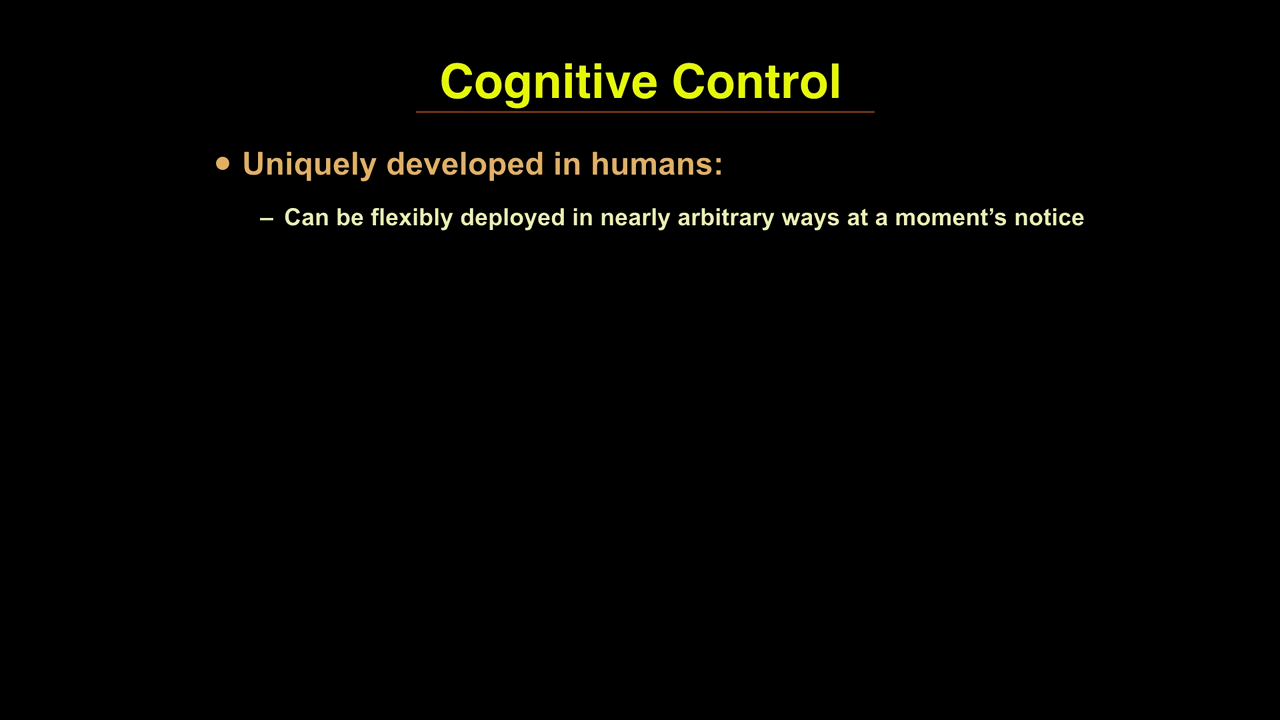 Cognitive Control
• Uniquely developed in humans:
– Can be flexibly deployed in nearly arbitrary ways at a moment’s notice